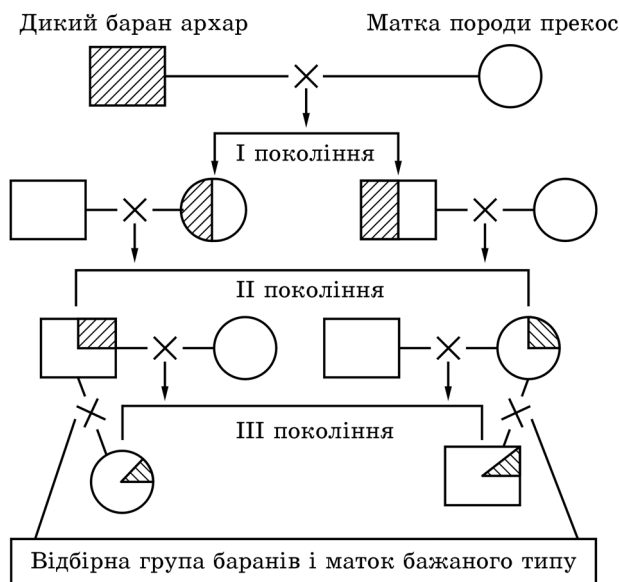 Дикий баран архар
Матка породи прекос
І покоління
ІІ покоління
ІІІ покоління
Відбірна група баранів і маток бажаного типу